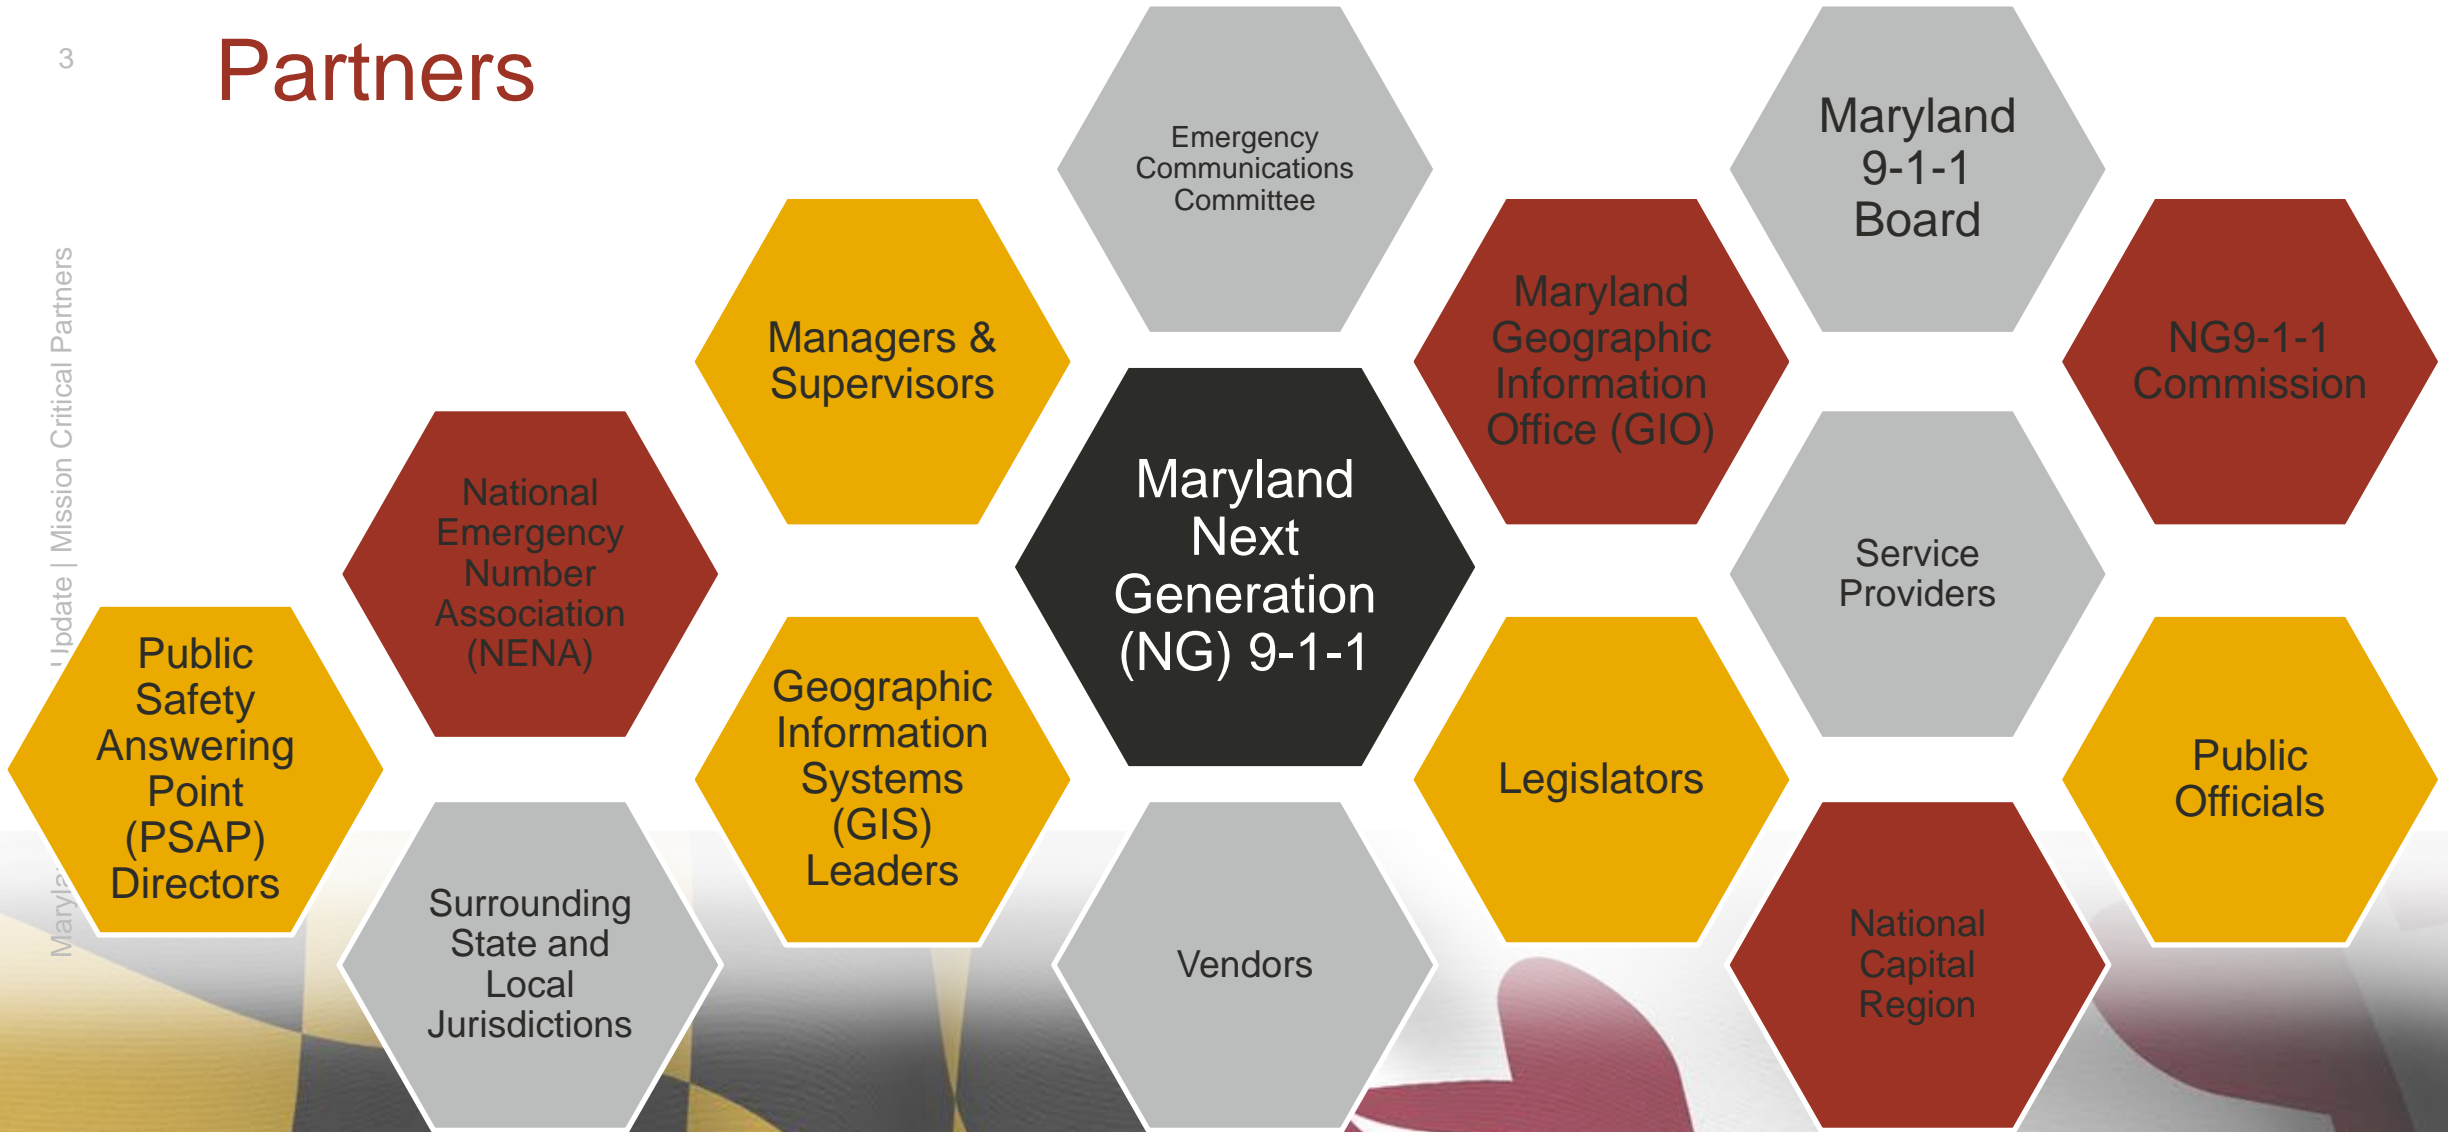 3
Partners
Update | Mission Critical Partners
Emergency
Communications
Committee
Maryland
9-1-1
Board
Managers &
Supervisors
Maryland
Geographic
Information
Office (GIO)
NG9-1-1
Commission
National
Emergency
Number
Association
(NENA)
Maryland
Next
Generation
(NG) 9-1-1
Service
Providers
Public
Safety
Answering
Point
(PSAP)
Directors
Geographic
Information
Systems
(GIS)
Leaders
Legislators
Public
Officials
Surrounding
State and
Local
Jurisdictions
Vendors
National
Capital
Region